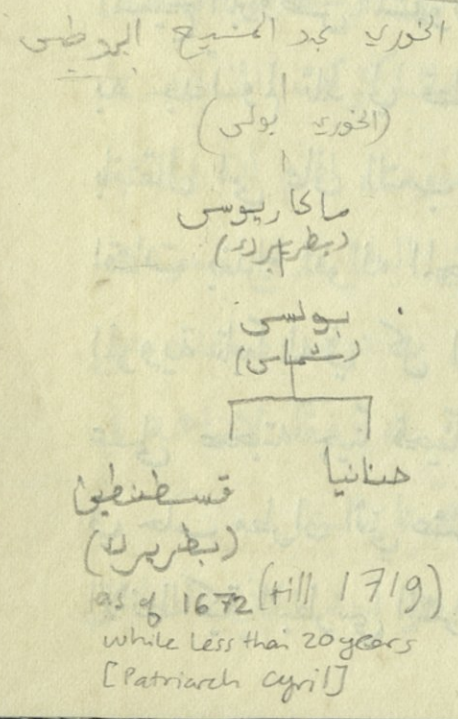 الخوري عبد المسيح البروطس
(الخوري بولس)
ماكاريوس
(بطريرك)
بولس
(شماس)
حنانيا
قسطنطين
(بطريرك)
as of 1672 (till 1719)
while less than 20 years
[Patriarch Cyril]